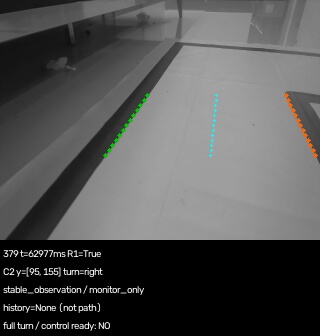 379 t=62977ms R1=True
C2 y=[95, 155] turn=right
stable_observation / monitor_only
history=None (not path)
full turn / control ready: NO